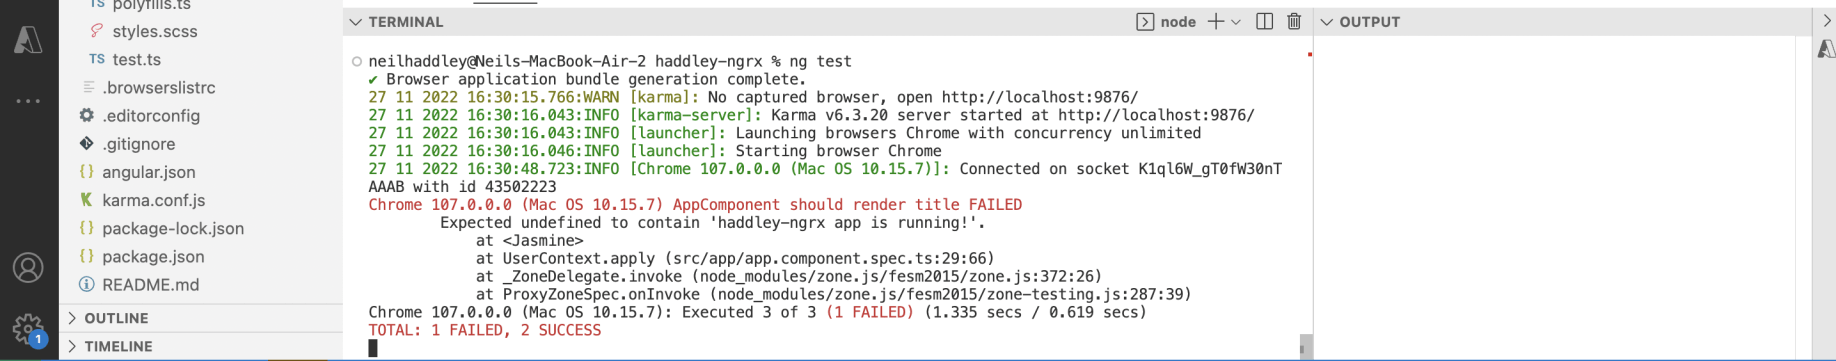 TS polyfills.ts
styles.scss
TS test.ts
.browserslistrc
.editorconfig
.gitignore
{} angular.json
karma.conf.js
{} package-lock.json
{} package.json
README.md
OUTLINE
TIMELINE
1
TERMINAL
node
neilhaddley@Neils-MacBook-Air-2 haddley-ngrx % ng test
✔ Browser application bundle generation complete.
27 11 2022 16:30:15.766:WARN [karma]: No captured browser, open http://localhost:9876/
27 11 2022 16:30:16.043:INFO [karma-server]: Karma v6.3.20 server started at http://localhost:9876/
27 11 2022 16:30:16.043:INFO [launcher]: Launching browsers Chrome with concurrency unlimited
27 11 2022 16:30:16.046:INFO [launcher]: Starting browser Chrome
27 11 2022 16:30:48.723:INFO [Chrome 107.0.0.0 (Mac OS 10.15.7)]: Connected on socket K1ql6W_gT0fW30nT
AAAB with id 43502223
Chrome 107.0.0.0 (Mac OS 10.15.7) AppComponent should render title FAILED
Expected undefined to contain 'haddley-ngrx app is running!'.
at <Jasmine>
at UserContext.apply (src/app/app.component.spec.ts:29:66)
at _ZoneDelegate.invoke (node_modules/zone.js/fesm2015/zone.js:372:26)
at ProxyZoneSpec.onInvoke (node_modules/zone.js/fesm2015/zone-testing.js:287:39)
Chrome 107.0.0.0 (Mac OS 10.15.7): Executed 3 of 3 (1 FAILED) (1.335 secs / 0.619 secs)
TOTAL: 1 FAILED, 2 SUCCESS
OUTPUT